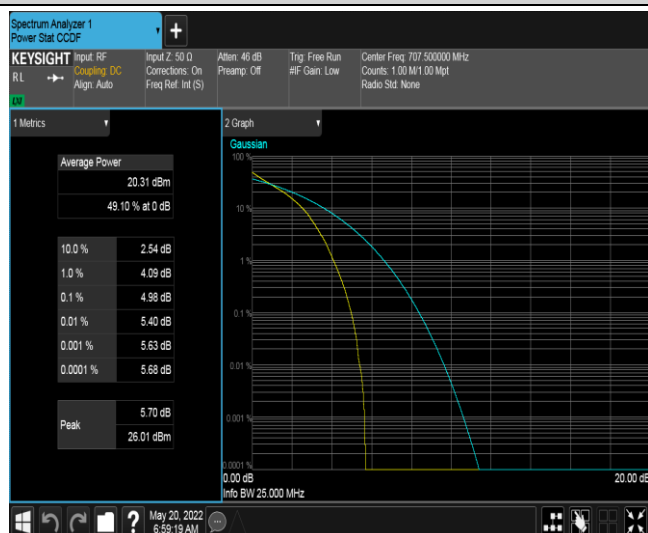 Spectrum Analyzer 1
Power Stat CCDF
KEYSIGHT
RL
LXI
Input: RF
Coupling: DC
Align: Auto
Input Z: 50 Ω
Corrections: On
Freq Ref: Int (S)
Atten: 46 dB
Preamp: Off
Trig: Free Run
#IF Gain: Low
Center Freq: 707.500000 MHz
Counts: 1.00 M/1.00 Mpt
Radio Std: None
1 Metrics
Average Power
20.31 dBm
49.10 % at 0 dB
10.0 % 2.54 dB
1.0 % 4.09 dB
0.1 % 4.98 dB
0.01 % 5.40 dB
0.001 % 5.63 dB
0.0001 % 5.68 dB
Peak
5.70 dB
26.01 dBm
2 Graph
Gaussian
100 %
10 %
1 %
0.1 %
0.01 %
0.001 %
0.0001 %
0.00 dB
20.00 dB
Info BW 25.000 MHz
?
May 20, 2022
6:59:19 AM